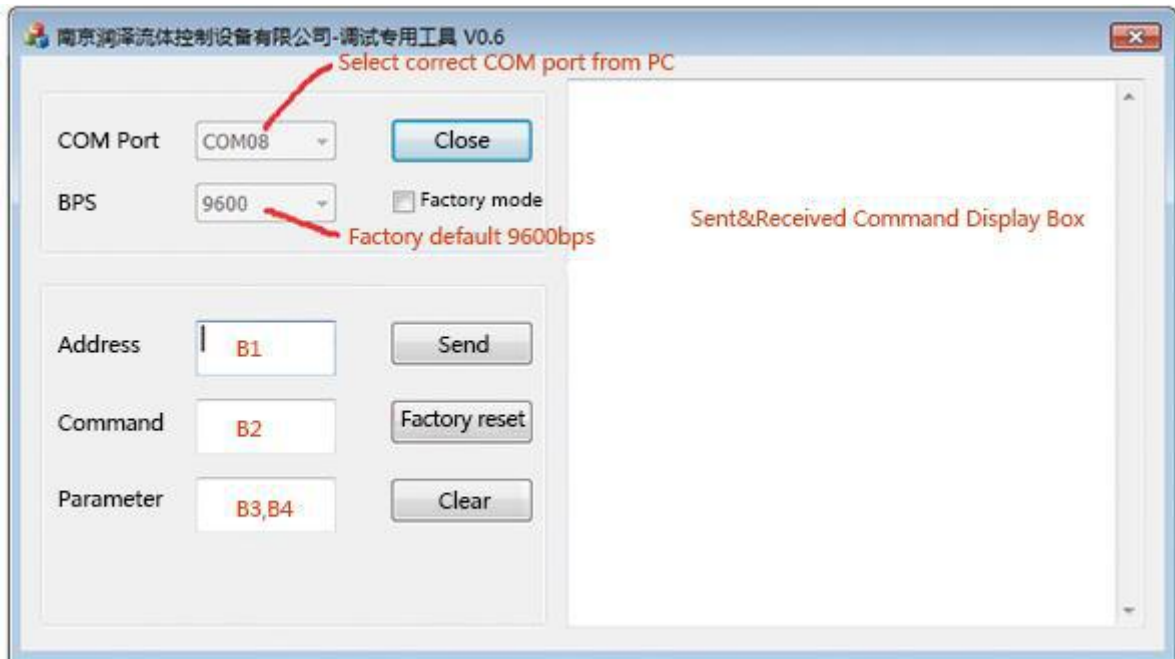 南京润泽流体控制设备有限公司-调试专用工具 V0.6
Select correct COM port from PC
COM Port
COM08
Close
BPS
9600
Factory mode
Factory default 9600bps
Sent&Received Command Display Box
Address
B1
Send
Command
B2
Factory reset
Parameter
B3,B4
Clear